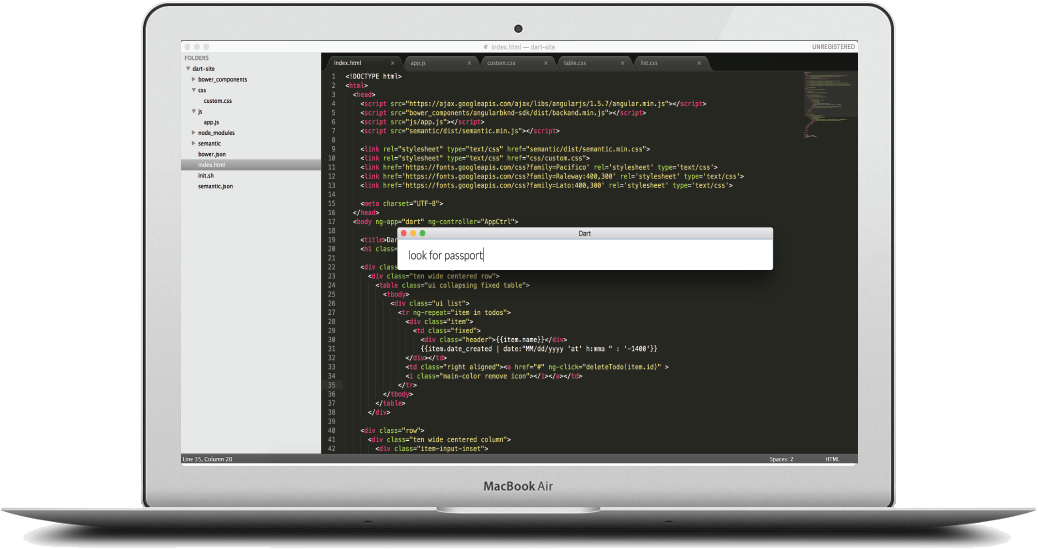 index.html — dart-site
UNREGISTERED
FOLDERS
dart-site
bower_components
css
custom.css
js
app.js
node_modules
semantic
bower.json
index.html
init.sh
semantic.json
index.html × app.js × custom.css × table.css × list.css ×
1 <!DOCTYPE html>
2 <html>
3 <head>
4 <script src="https://ajax.googleapis.com/ajax/libs/angularjs/1.5.7/angular.min.js"></script>
5 <script src="bower_components/angularbknd-sdk/dist/backand.min.js"></script>
6 <script src="js/app.js"></script>
7 <script src="semantic/dist/semantic.min.js"></script>
8
9 <link rel="stylesheet" type="text/css" href="semantic/dist/semantic.min.css">
10 <link rel="stylesheet" type="text/css" href="css/custom.css">
11 <link href='https://fonts.googleapis.com/css?family=Pacifico' rel='stylesheet' type='text/css'>
12 <link href='https://fonts.googleapis.com/css?family=Raleway:400,300' rel='stylesheet' type='text/css'>
13 <link href='https://fonts.googleapis.com/css?family=Lato:400,300' rel='stylesheet' type='text/css'>
14
15 <meta charset="UTF-8">
16 </head>
17 <body ng-app="dart" ng-controller="AppCtrl">
18
19 <title>Dar
20 <h1 class=
21
22 <div class=
Dart
look for passport
23 <div class="ten wide centered row">
24 <table class="ui collapsing fixed table">
25 <tbody>
26 <div class="ui list">
27 <tr ng-repeat="item in todos">
28 <div class="item">
29 <td class="fixed">
30 <div class="header">{{item.name}}</div>
31 {{item.date_created | date:"MM/dd/yyyy 'at' h:mma " : '-1400'}}
32 </div></td>
33 <td class="right aligned"><a href="#" ng-click="deleteTodo(item.id)" >
34 <i class="main-color remove icon"></i></a></td>
35 </tr>
36 </tbody>
37 </table>
38 </div>
39
40 <div class="row">
41 <div class="ten wide centered column">
42 <div class="item-input-inset">
Line 35, Column 20
Spaces: 2
HTML
MacBook Air